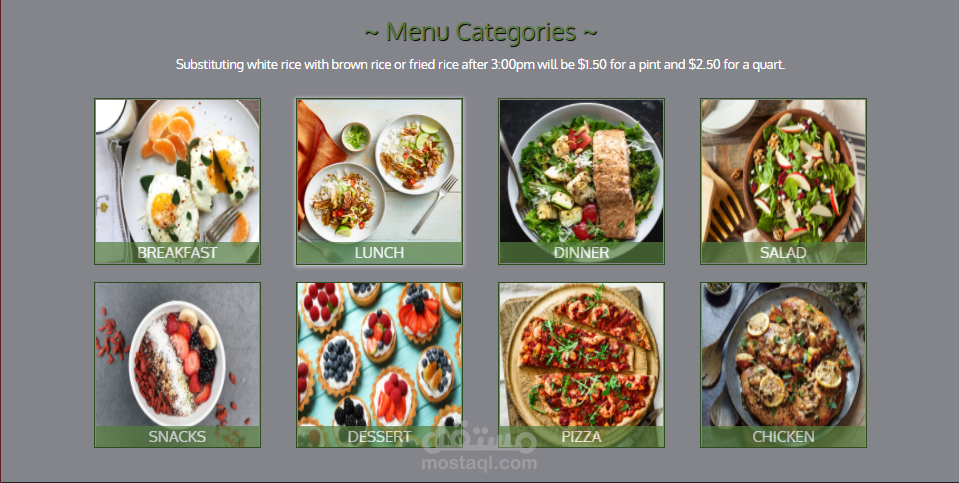 ~ Menu Categories ~
Substituting white rice with brown rice or fried rice after 3:00pm will be $1.50 for a pint and $2.50 for a quart.
BREAKFAST
LUNCH
DINNER
SALAD
SNACKS
DESSERT
PIZZA
CHICKEN
مستقل
mostaql.com